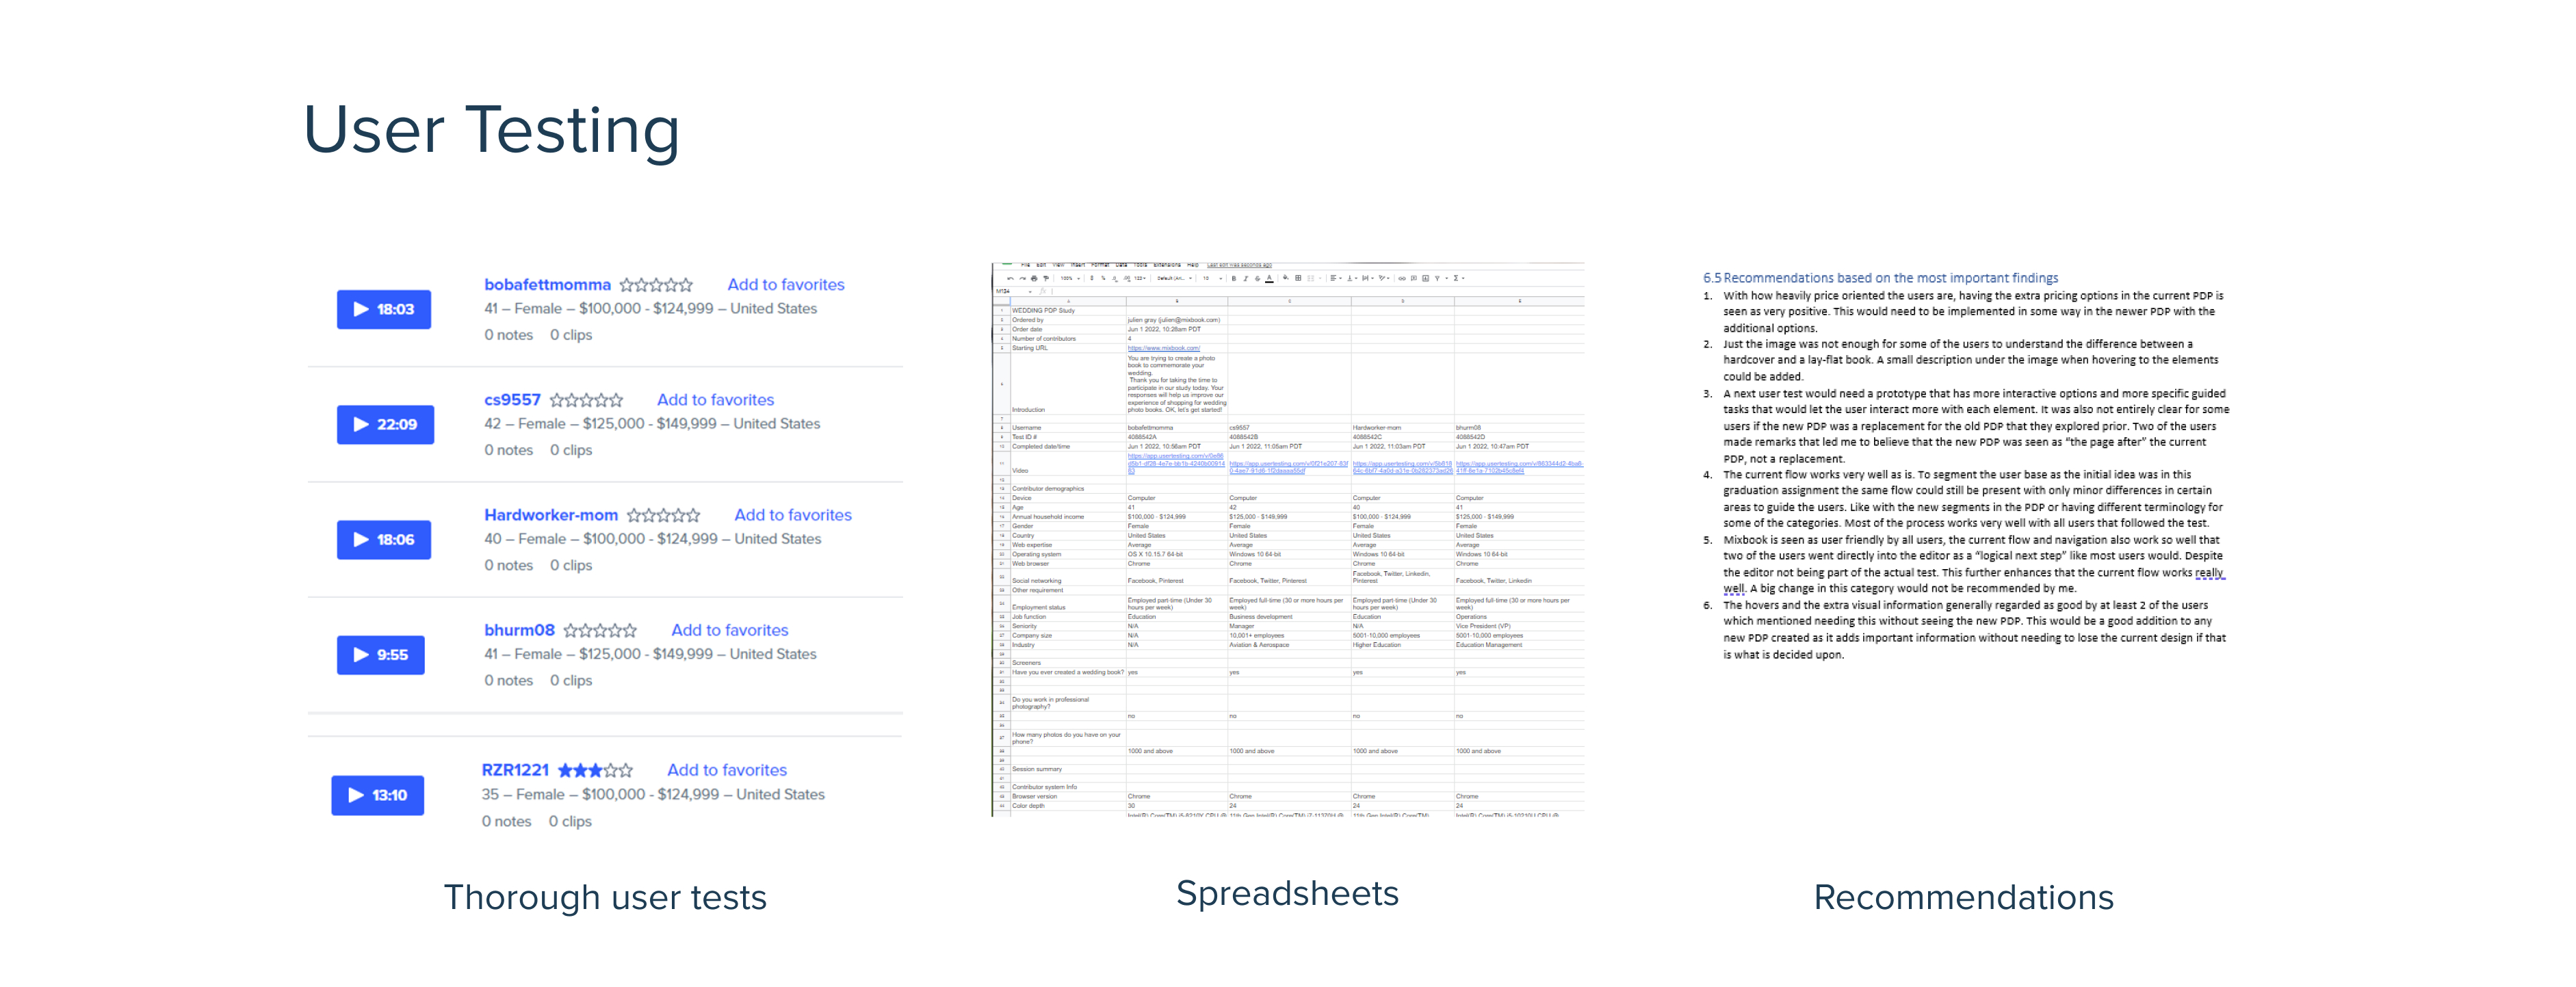 User Testing
18:03
bobafettmomma Add to favorites
41 – Female – $100,000 - $124,999 – United States
0 notes 0 clips
22:09
cs9557 Add to favorites
42 – Female – $125,000 - $149,999 – United States
0 notes 0 clips
18:06
Hardworker-mom Add to favorites
40 – Female – $100,000 - $124,999 – United States
0 notes 0 clips
9:55
bhurm08 Add to favorites
41 – Female – $125,000 - $149,999 – United States
0 notes 0 clips
13:10
RZR1221 Add to favorites
35 – Female – $100,000 - $124,999 – United States
0 notes 0 clips
Thorough user tests
WEDDING PDP Study
Ordered by julien gray (julien@mixbook.com)
Order date Jun 1 2022, 10:28am PDT
Number of contributors 4
Starting URL https://www.mixbook.com/
You are trying to create a photo
book to commemorate your
wedding.
Thank you for taking the time to
participate in our study today. Your
responses will help us improve our
experience of shopping for wedding
Introduction photo books. OK, let's get started!
Username bobafettmomma cs9557 Hardworker-mom bhurm08
Test ID # 4088542A 4088542B 4088542C 4088542D
Completed date/time Jun 1 2022, 10:56am PDT Jun 1 2022, 11:05am PDT Jun 1 2022, 11:03am PDT Jun 1 2022, 10:47am PDT
Video
Contributor demographics
Device Computer Computer Computer Computer
Age 41 42 40 41
Annual household income $100,000 - $124,999 $125,000 - $149,999 $100,000 - $124,999 $125,000 - $149,999
Gender Female Female Female Female
Country United States United States United States United States
Web expertise Average Average Average Average
Operating system OS X 10.15.7 64-bit Windows 10 64-bit Windows 10 64-bit Windows 10 64-bit
Web browser Chrome Chrome Chrome Chrome
Facebook, Twitter, Linkedin,
Social networking Facebook, Pinterest Facebook, Twitter, Pinterest Pinterest Facebook, Twitter, Linkedin
Other requirement
Employed part-time (Under 30 Employed full-time (30 or more hours per Employed part-time (Under 30 Employed full-time (30 or more hours per
Employment status hours per week) week) hours per week) week)
Job function Education Business development Education Operations
Seniority N/A Manager N/A Vice President (VP)
Company size N/A 10,001+ employees 5001-10,000 employees 5001-10,000 employees
Industry N/A Aviation & Aerospace Higher Education Education Management
Screeners
Have you ever created a wedding book? yes yes yes yes
Do you work in professional
photography?
no no no no
How many photos do you have on your
phone?
1000 and above 1000 and above 1000 and above 1000 and above
Session summary
Contributor system Info
Browser version Chrome Chrome Chrome Chrome
Color depth 30 24 24 24
Spreadsheets
6.5 Recommendations based on the most important findings
1. With how heavily price oriented the users are, having the extra pricing options in the current PDP is
seen as very positive. This would need to be implemented in some way in the newer PDP with the
additional options.
2. Just the image was not enough for some of the users to understand the difference between a
hardcover and a lay-flat book. A small description under the image when hovering to the elements
could be added.
3. A next user test would need a prototype that has more interactive options and more specific guided
tasks that would let the user interact more with each element. It was also not entirely clear for some
users if the new PDP was a replacement for the old PDP that they explored prior. Two of the users
made remarks that led me to believe that the new PDP was seen as “the page after” the current
PDP, not a replacement.
4. The current flow works very well as is. To segment the user base as the initial idea was in this
graduation assignment the same flow could still be present with only minor differences in certain
areas to guide the users. Like with the new segments in the PDP or having different terminology for
some of the categories. Most of the process works very well with all users that followed the test.
5. Mixbook is seen as user friendly by all users, the current flow and navigation also work so well that
two of the users went directly into the editor as a “logical next step” like most users would. Despite
the editor not being part of the actual test. This further enhances that the current flow works really
well. A big change in this category would not be recommended by me.
6. The hovers and the extra visual information generally regarded as good by at least 2 of the users
which mentioned needing this without seeing the new PDP. This would be a good addition to any
new PDP created as it adds important information without needing to lose the current design if that
is what is decided upon.
Recommendations